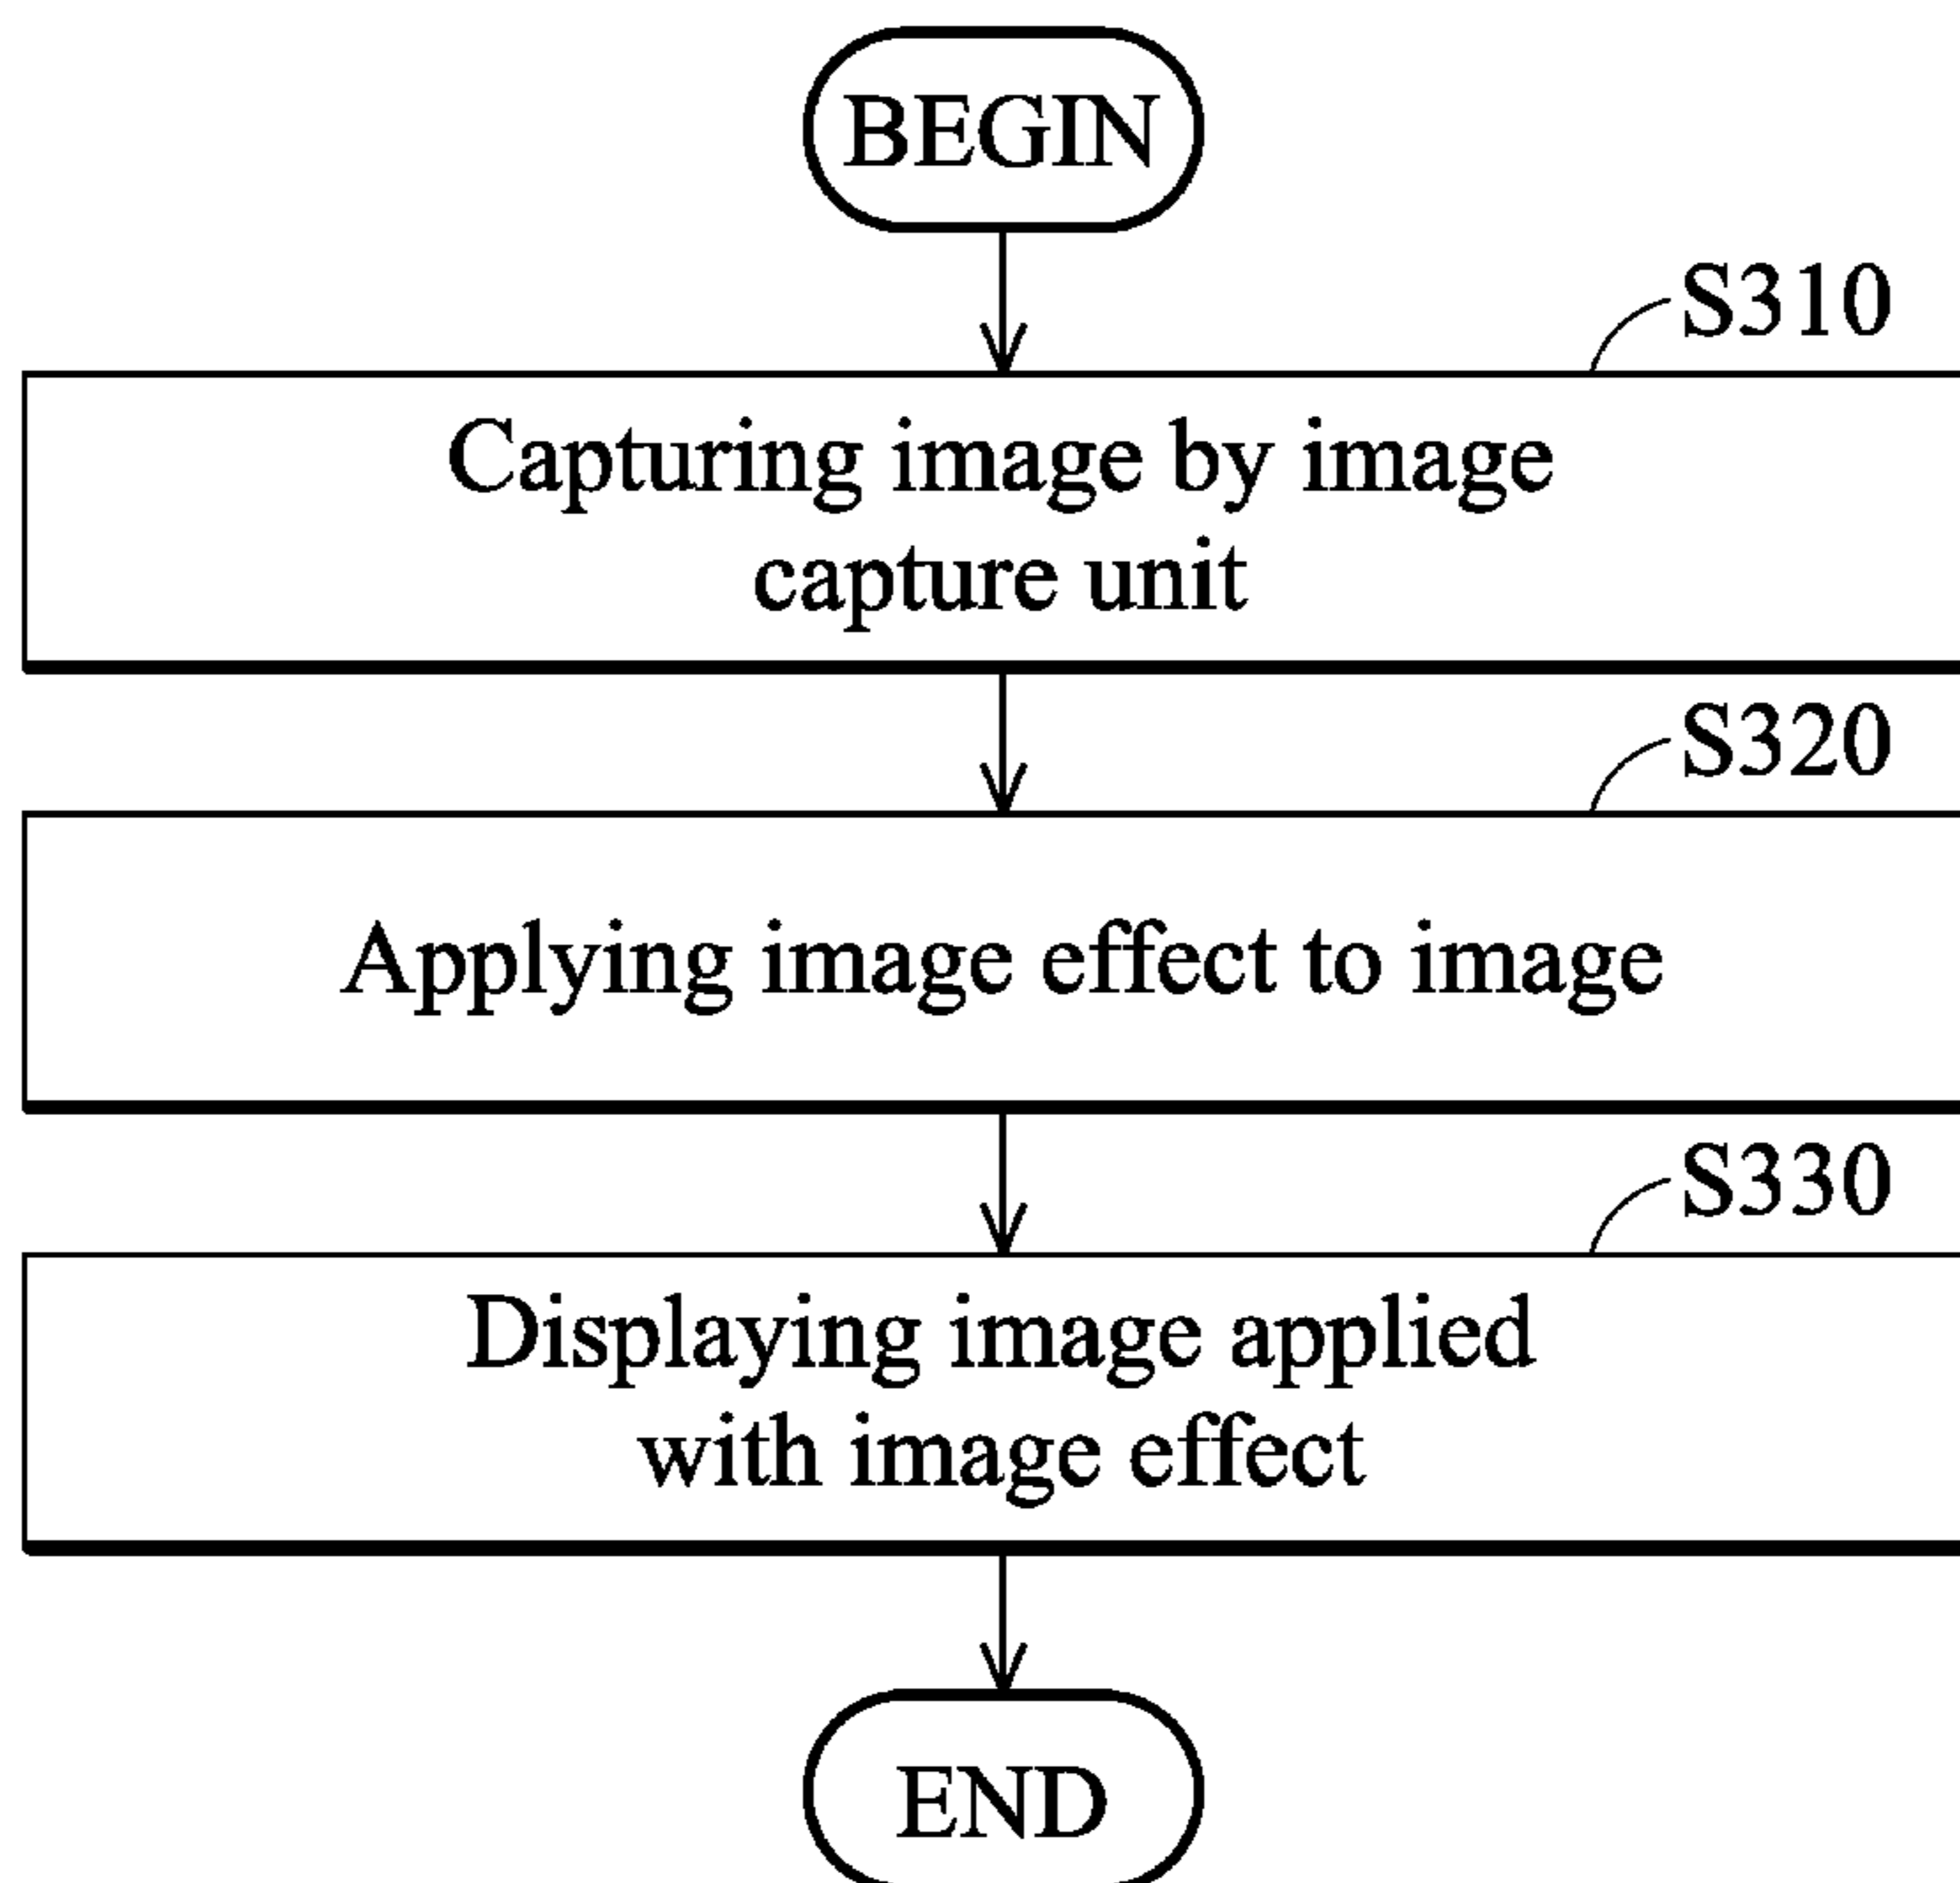 BEGIN
S310
Capturing image by image
capture unit
S320
Applying image effect to image
S330
Displaying image applied
with image effect
END